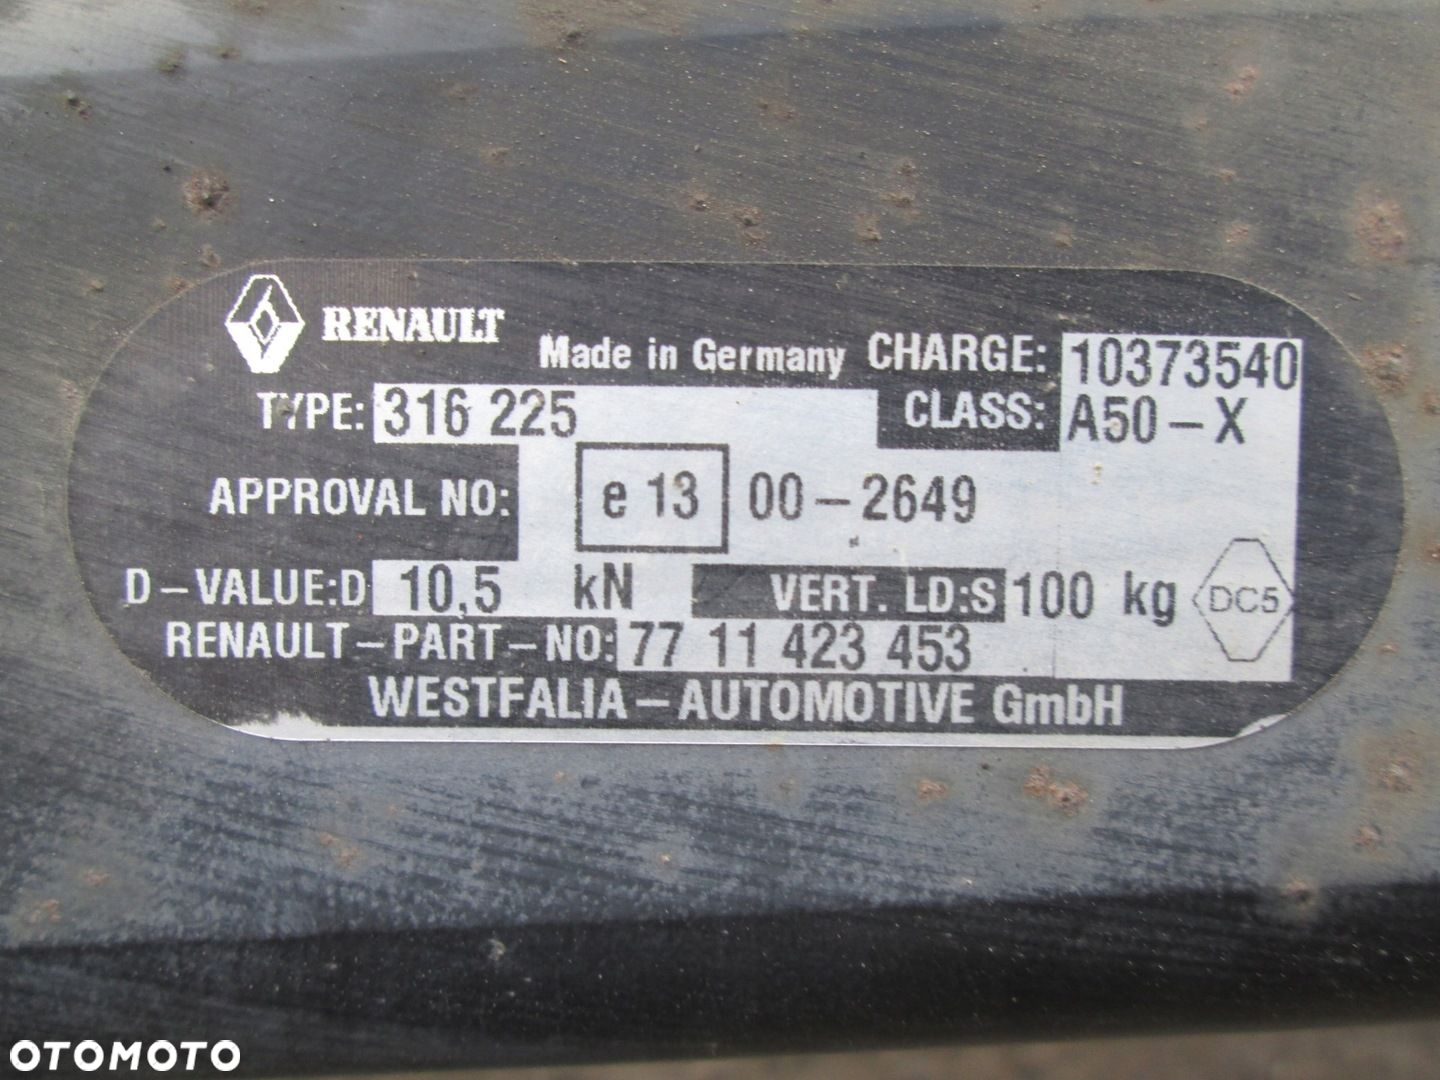 RENAULT Made in Germany CHARGE: 10373540
TYPE: 316 225 CLASS: A50-X
APPROVAL NO: e 13 00-2649
D-VALUE:D 10,5 kN VERT. LD:S 100 kg DC5
RENAULT-PART-NO: 77 11 423 453
WESTFALIA-AUTOMOTIVE GmbH
OTOMOTO